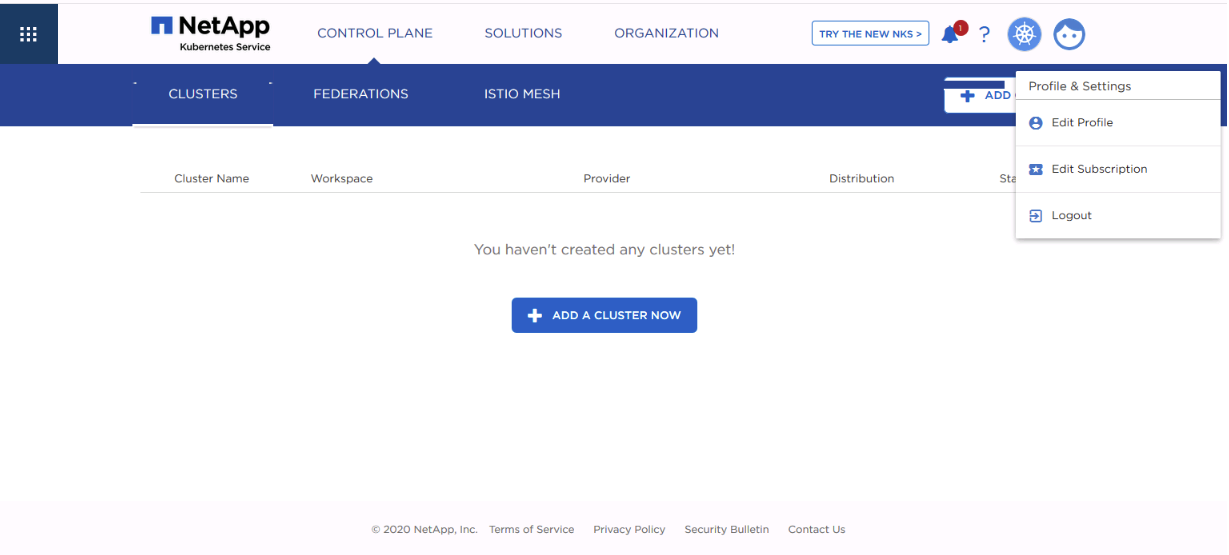 NetApp
Kubernetes Service
CONTROL PLANE
SOLUTIONS
ORGANIZATION
TRY THE NEW NKS >
1
?
CLUSTERS
FEDERATIONS
ISTIO MESH
ADD
Profile & Settings
Edit Profile
Edit Subscription
Logout
Cluster Name
Workspace
Provider
Distribution
Sta
You haven't created any clusters yet!
ADD A CLUSTER NOW
© 2020 NetApp, Inc. Terms of Service Privacy Policy Security Bulletin Contact Us